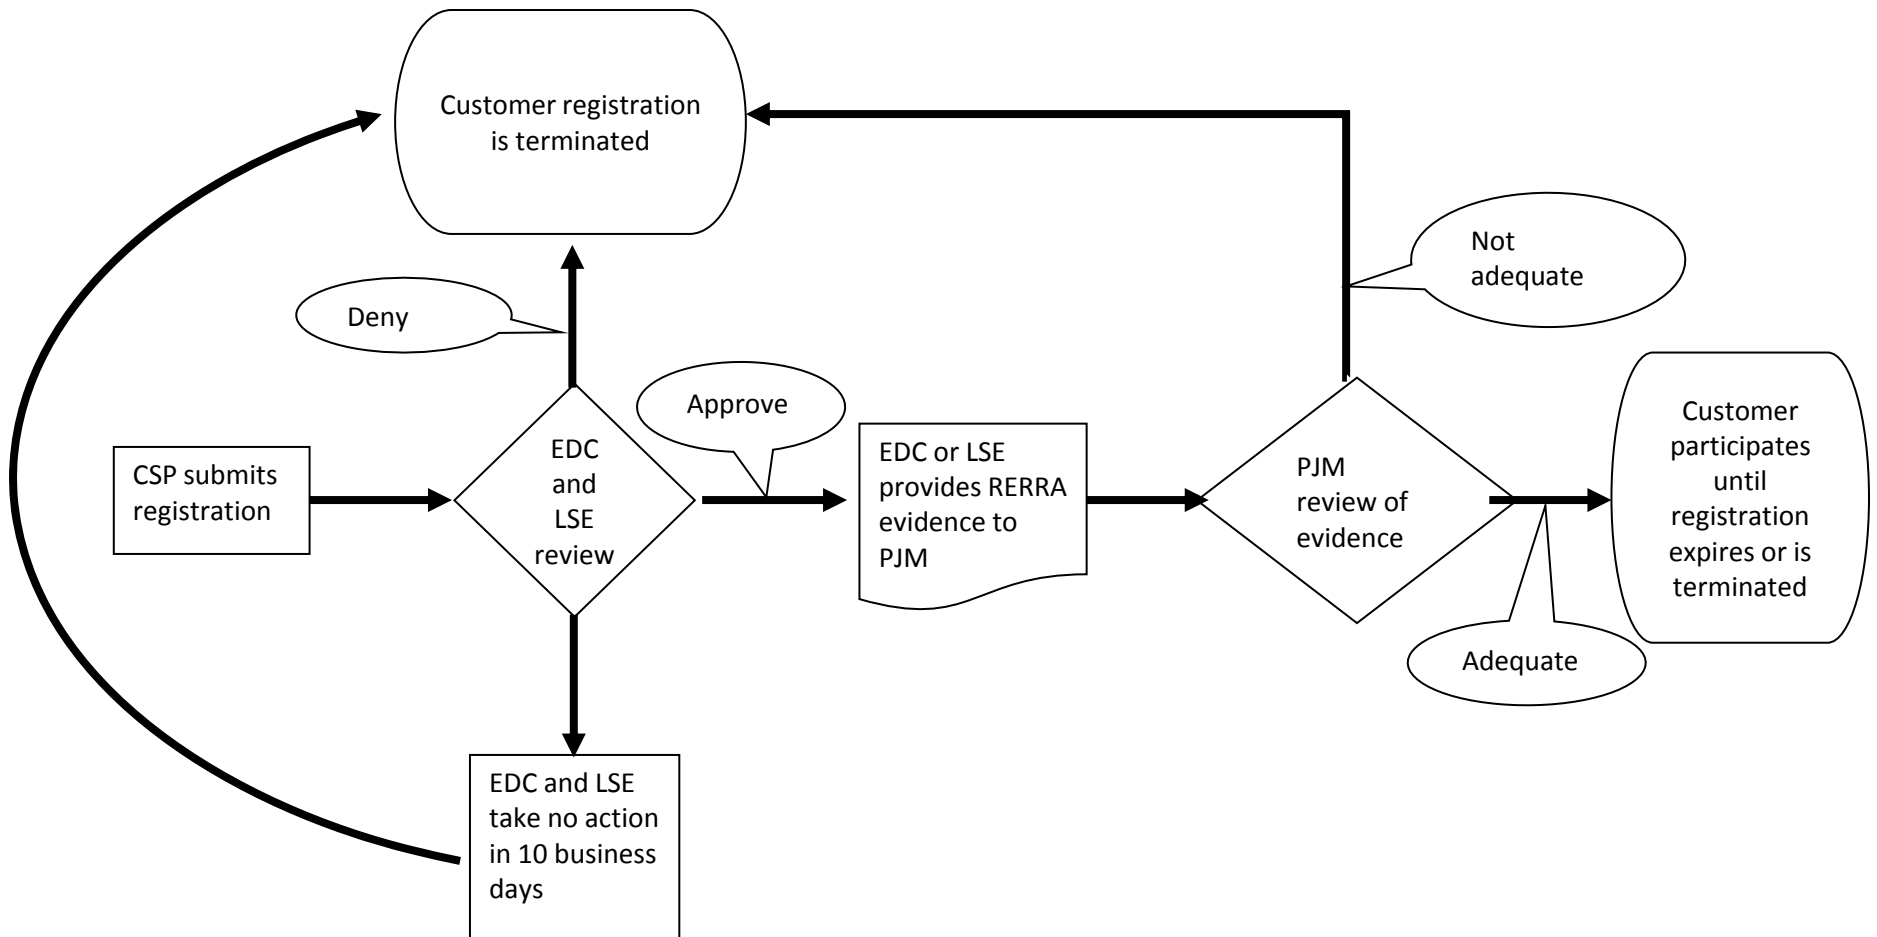 Customer registration
is terminated
Not
adequate
Deny
Approve
CSP submits
registration
EDC
and
LSE
review
EDC or LSE
provides RERRA
evidence to
PJM
PJM
review of
evidence
Customer
participates
until
registration
expires or is
terminated
Adequate
EDC and LSE
take no action
in 10 business
days